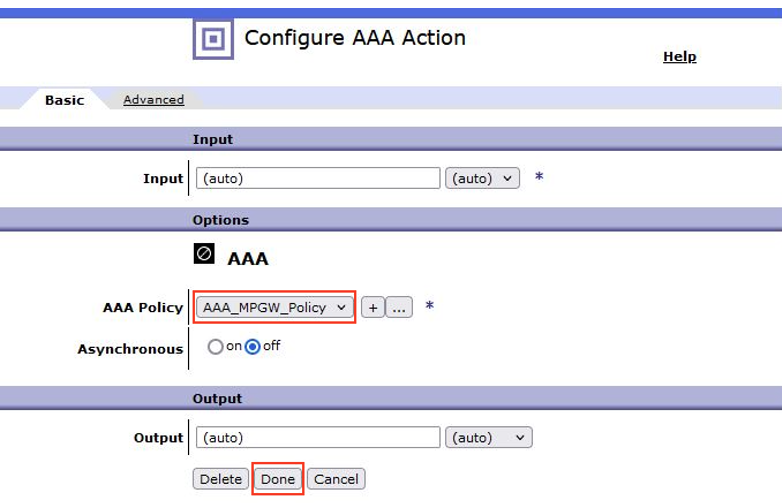 Configure AAA Action
Help
Basic Advanced
Input
Input (auto) (auto) *
Options
AAA
AAA Policy AAA_MPGW_Policy + ... *
Asynchronous on off
Output
Output (auto) (auto)
Delete Done Cancel